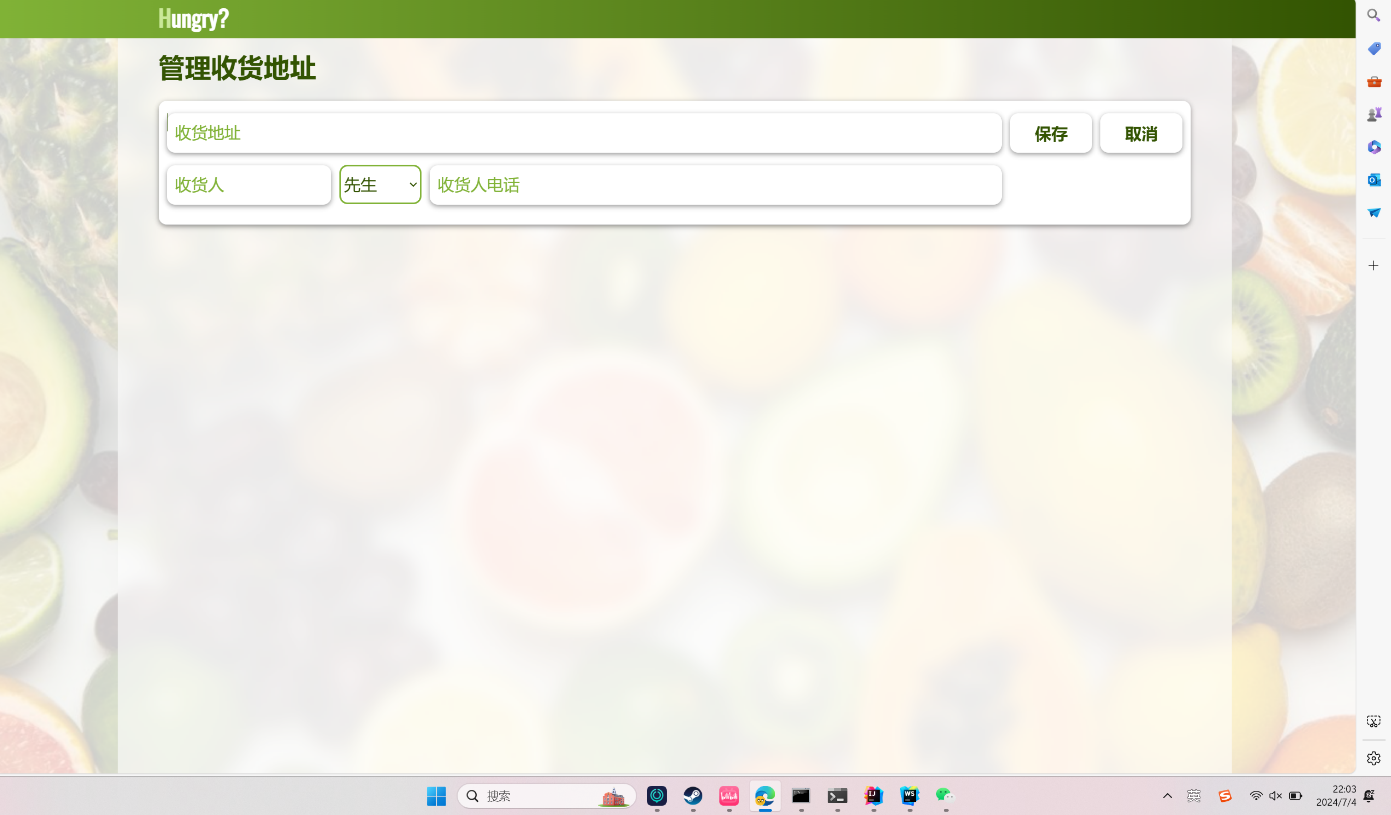 Hungry?
管理收货地址
收货地址
保存
取消
收货人
先生
收货人电话
搜索
英
22:03
2024/7/4